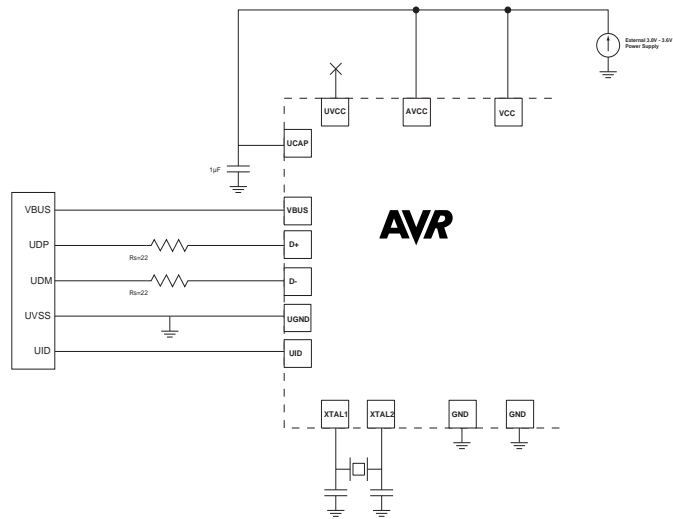 External 3.0V - 3.6V
Power Supply
UVCC
AVCC
VCC
UCAP
1µF
VBUS
VBUS
UDP
Rs=22
D+
UDM
Rs=22
D-
UVSS
UGND
UID
UID
AVR
XTAL1
XTAL2
GND
GND